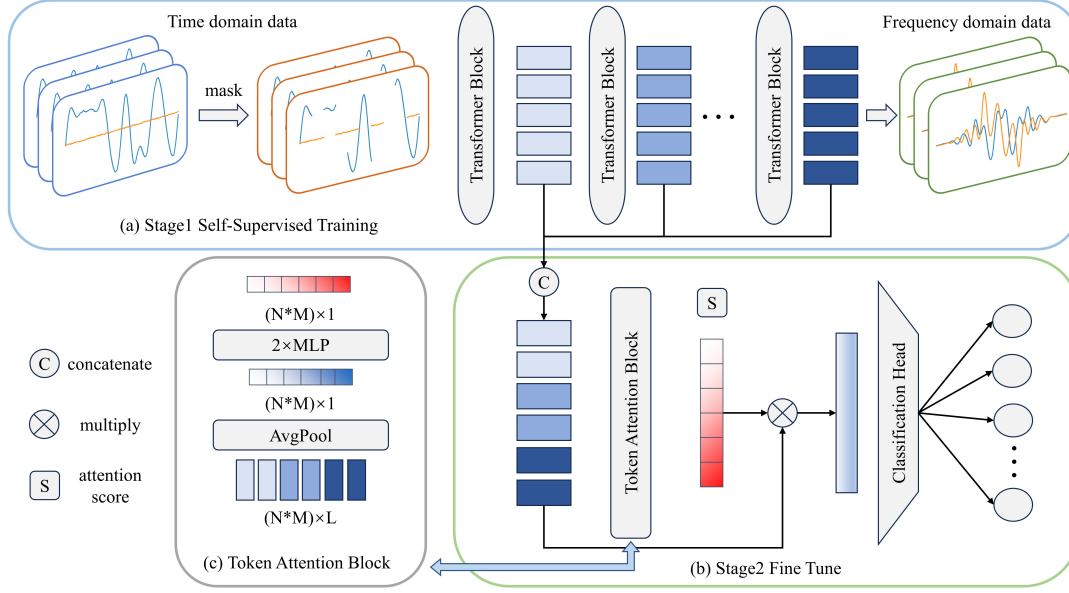 Time domain data
Frequency domain data
mask
Transformer Block
Transformer Block
Transformer Block
(a) Stage1 Self-Supervised Training
C
concatenate
multiply
S
attention
score
(N*M)×1
2×MLP
(N*M)×1
AvgPool
(N*M)×L
(c) Token Attention Block
C
Token Attention Block
S
Classification Head
(b) Stage2 Fine Tune